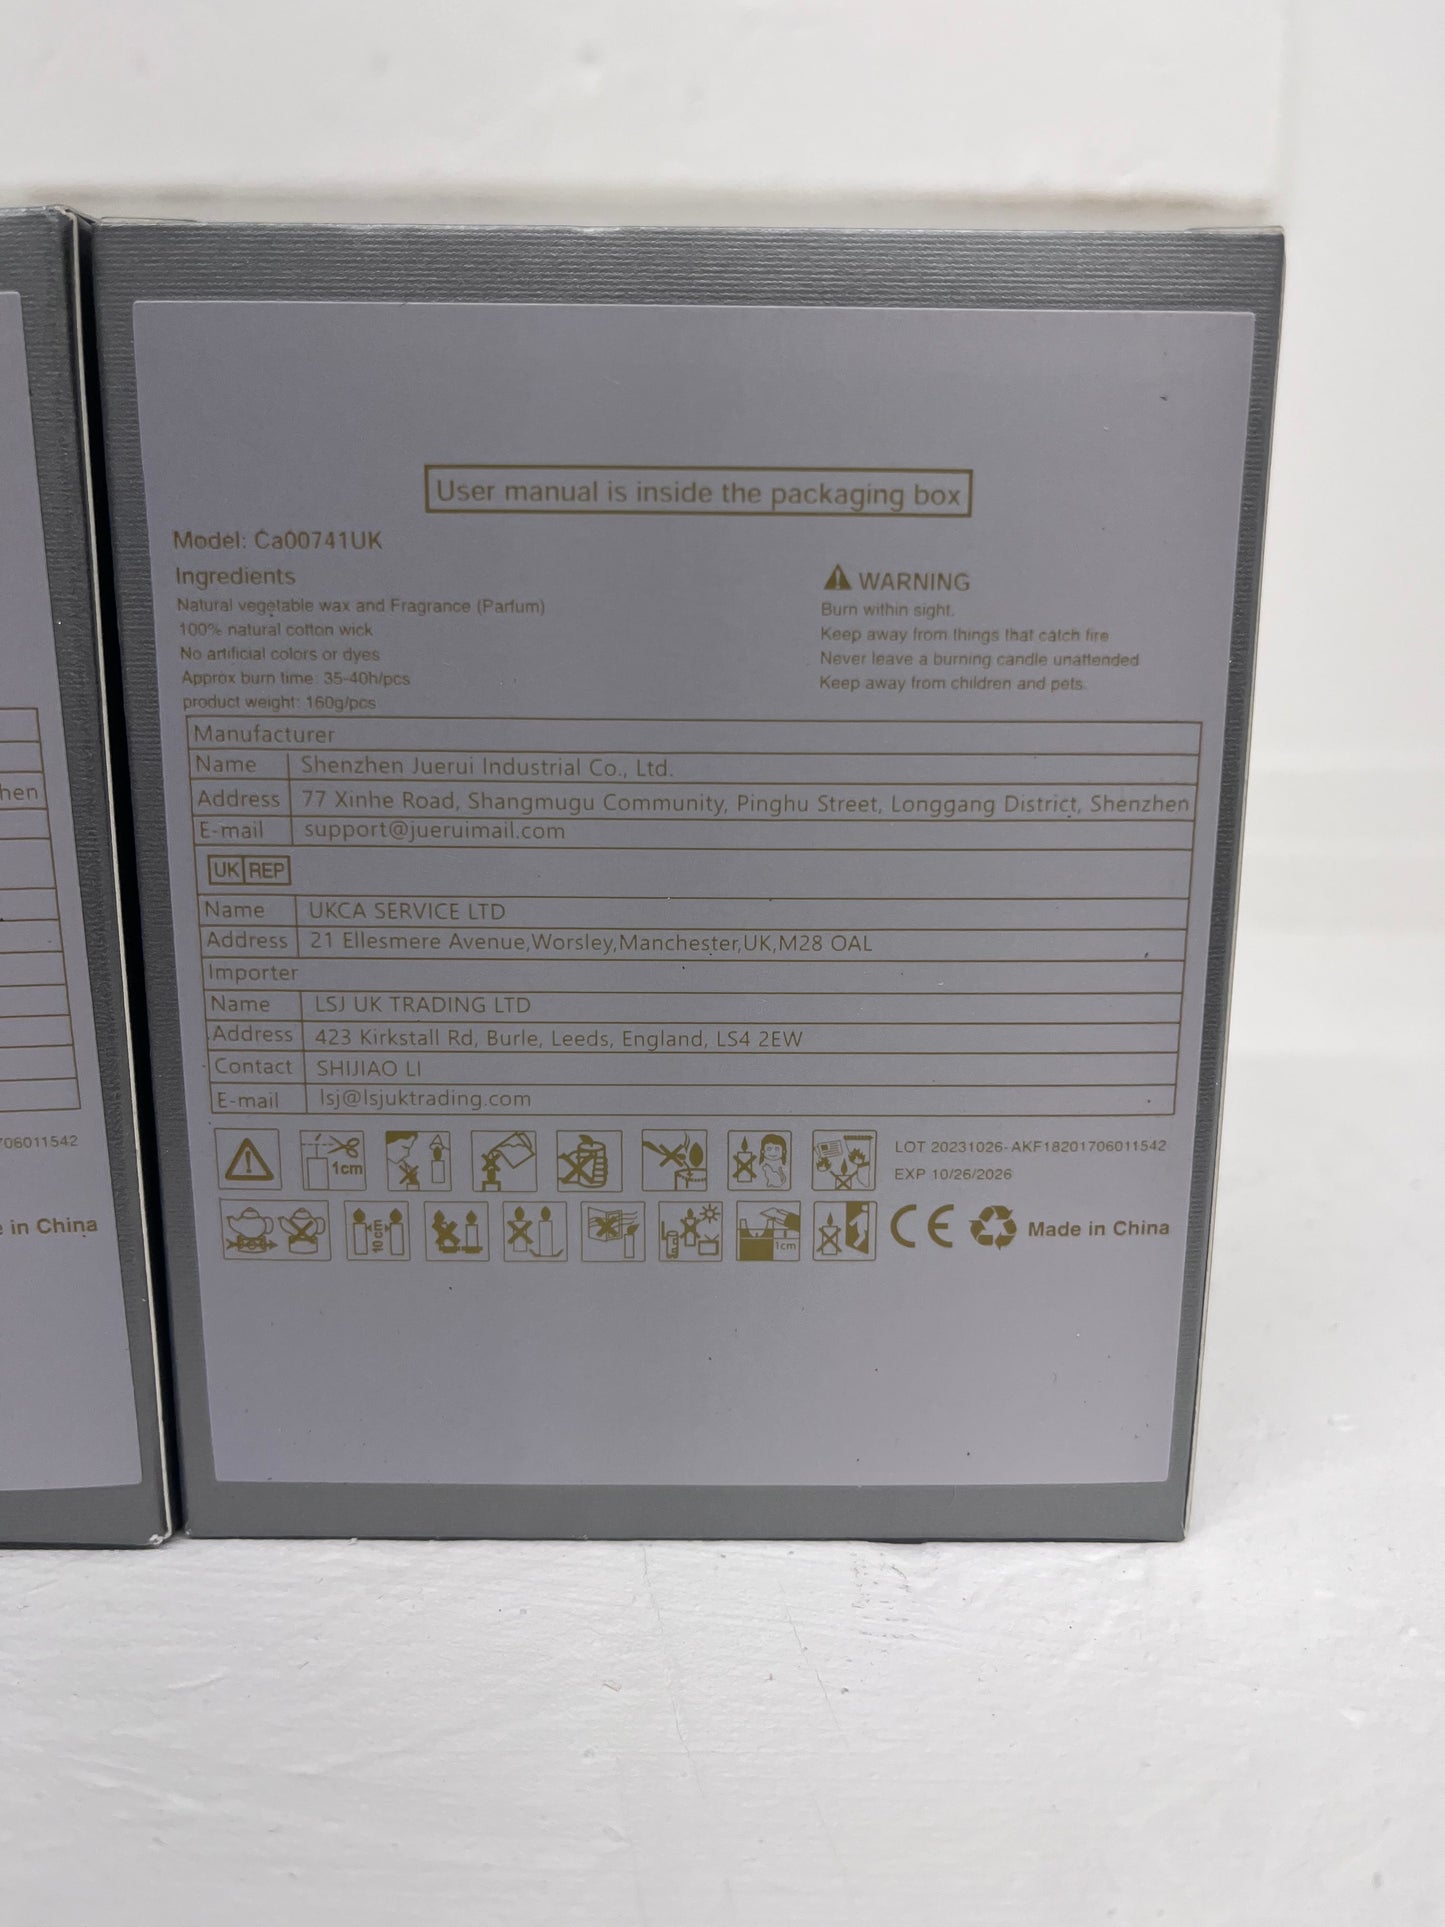 User manual is inside the packaging box
Model: Ca00741UK
Ingredients
Natural vegetable wax and Fragrance (Parfum)
100% natural cotton wick
No artificial colors or dyes
Approx burn time: 35-40h/pcs
product weight: 160g/pcs
WARNING
Burn within sight.
Keep away from things that catch fire
Never leave a burning candle unattended
Keep away from children and pets.
Manufacturer
Name Shenzhen Juerui Industrial Co., Ltd.
Address 77 Xinhe Road, Shangmugu Community, Pinghu Street, Longgang District, Shenzhen
E-mail support@jueruimail.com
UK REP
Name UKCA SERVICE LTD
Address 21 Ellesmere Avenue,Worsley,Manchester,UK,M28 OAL
Importer
Name LSJ UK TRADING LTD
Address 423 Kirkstall Rd, Burle, Leeds, England, LS4 2EW
Contact SHIJIAO LI
E-mail lsj@lsjuktrading.com
1cm
LOT 20231026-AKF18201706011542
EXP 10/26/2026
10cm
1cm
CE
Made in China
hen
706011542
e in China